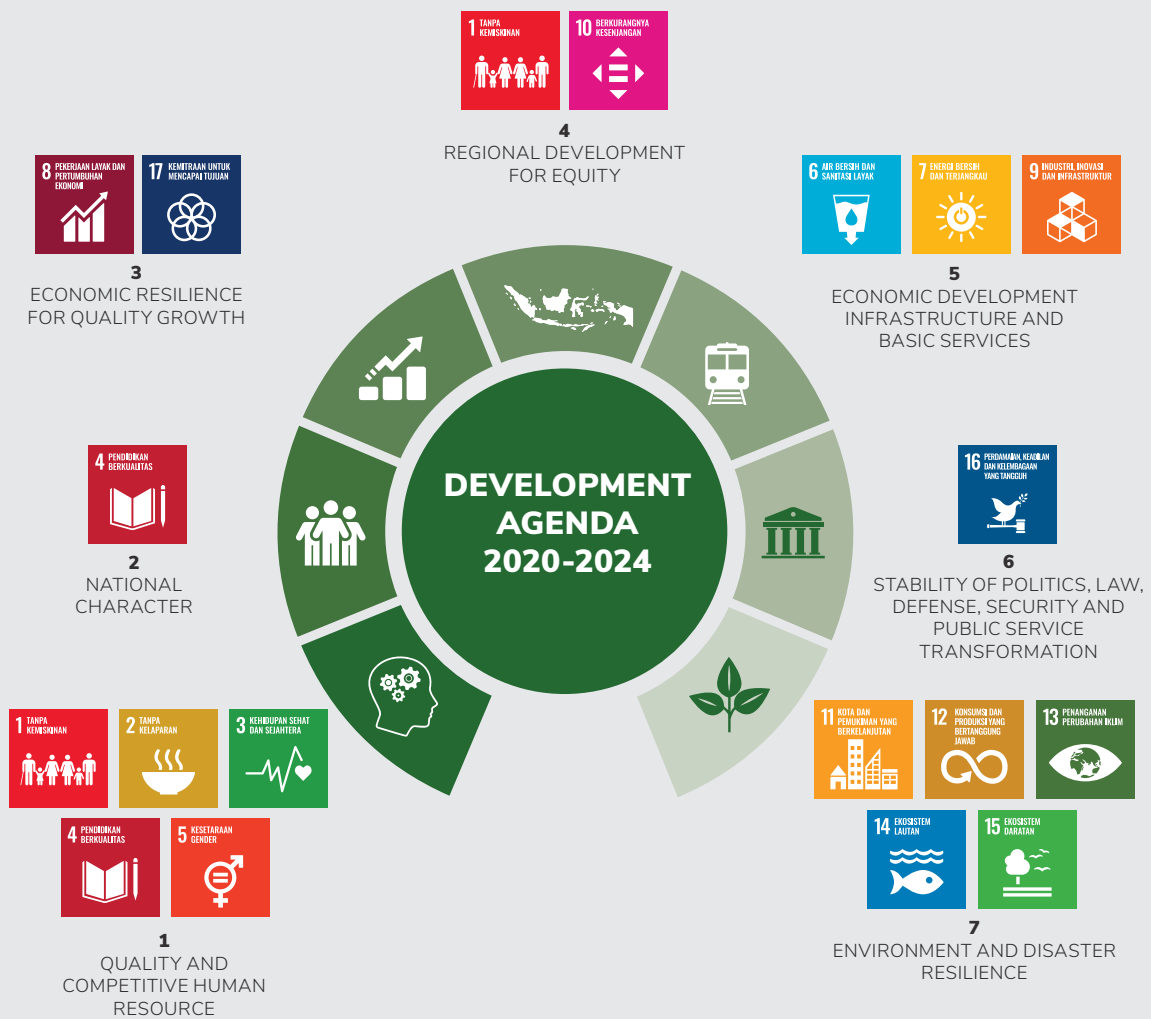 1 TANPA
KEMISKINAN
10 BERKURANGNYA
KESENJANGAN
4
REGIONAL DEVELOPMENT
FOR EQUITY
8 PEKERJAAN LAYAK DAN
PERTUMBUHAN
EKONOMI
17 KEMITRAAN UNTUK
MENCAPAI TUJUAN
3
ECONOMIC RESILIENCE
FOR QUALITY GROWTH
6 AIR BERSIH DAN
SANITASI LAYAK
7 ENERGI BERSIH
DAN TERJANGKAU
9 INDUSTRI, INOVASI
DAN INFRASTRUKTUR
5
ECONOMIC DEVELOPMENT
INFRASTRUCTURE AND
BASIC SERVICES
4 PENDIDIKAN
BERKUALITAS
2
NATIONAL
CHARACTER
DEVELOPMENT
AGENDA
2020-2024
16 PERDAMAIAN, KEADILAN
DAN KELEMBAGAAN
YANG TANGGUH
6
STABILITY OF POLITICS, LAW,
DEFENSE, SECURITY AND
PUBLIC SERVICE
TRANSFORMATION
1 TANPA
KEMISKINAN
2 TANPA
KELAPARAN
3 KEHIDUPAN SEHAT
DAN SEJAHTERA
4 PENDIDIKAN
BERKUALITAS
5 KESETARAAN
GENDER
1
QUALITY AND
COMPETITIVE HUMAN
RESOURCE
11 KOTA DAN
PEMUKIMAN YANG
BERKELANJUTAN
12 KONSUMSI DAN
PRODUKSI YANG
BERTANGGUNG
JAWAB
13 PENANGANAN
PERUBAHAN IKLIM
14 EKOSISTEM
LAUTAN
15 EKOSISTEM
DARATAN
7
ENVIRONMENT AND DISASTER
RESILIENCE